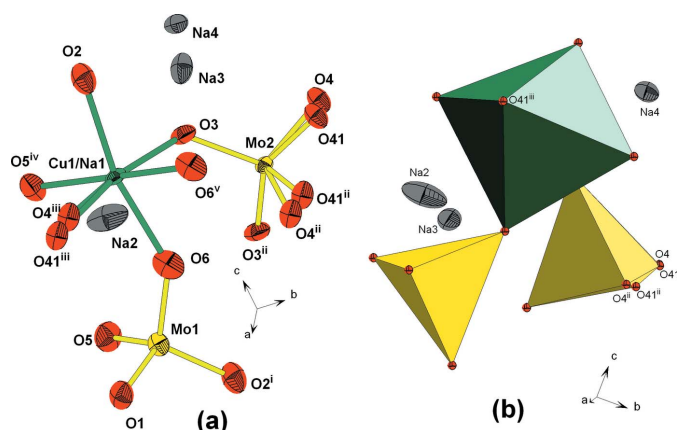 Na4
O2
Na3
O4
O3
O41
Mo2
Cu1/Na1
O5iv
O6v
O41ii
O4iii
O4ii
O41iii
Na2
O6
O3ii
c
b
a
O5
Mo1
O2i
O1
(a)
O41iii
Na4
Na2
Na3
O4
O41
O4ii
O41ii
c
a
b
(b)